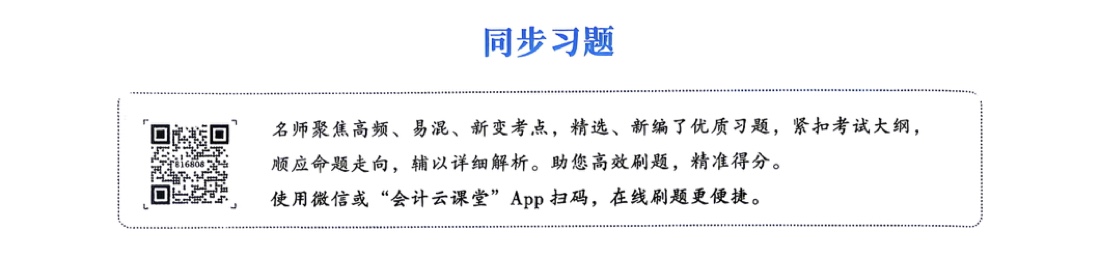 同步习题
名师聚焦高频、易混、新变考点，精选、新编了优质习题，紧扣考试大纲，
816808
顺应命题走向，辅以详细解析。助您高效刷题，精准得分。
使用微信或“会计云课堂”App 扫码，在线刷题更便捷。